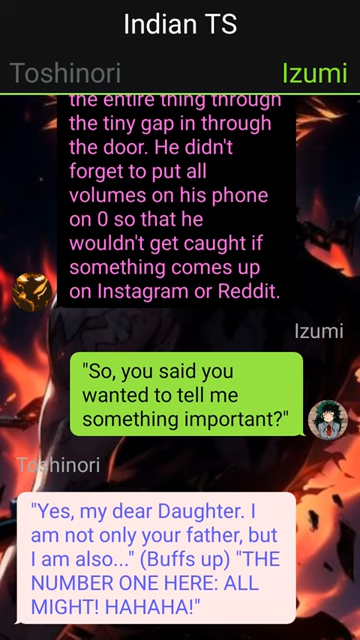 Indian TS
Toshinori
Izumi
the entire thing through
the tiny gap in through
the door. He didn't
forget to put all
volumes on his phone
on 0 so that he
wouldn't get caught if
something comes up
on Instagram or Reddit.
Izumi
"So, you said you
wanted to tell me
something important?"
Toshinori
"Yes, my dear Daughter. I
am not only your father, but
I am also..." (Buffs up) "THE
NUMBER ONE HERE: ALL
MIGHT! HAHAHA!"